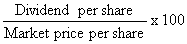 Dividend per share
Market price per share x 100